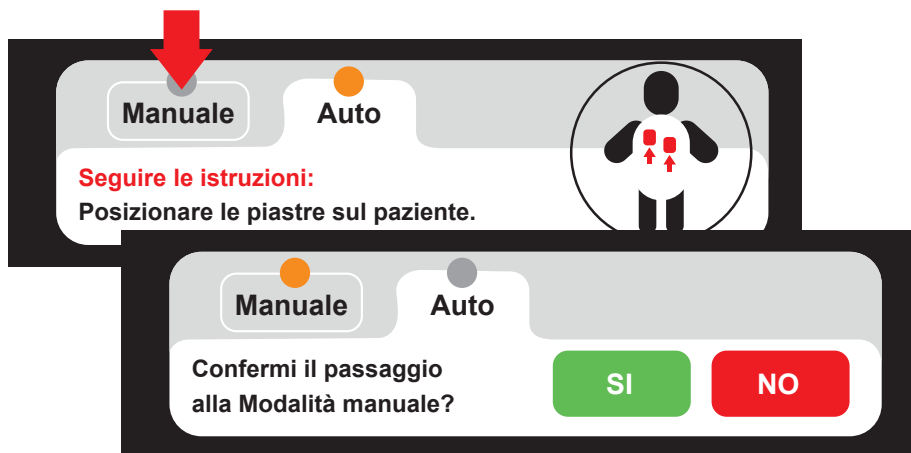 Manuale
Auto
Seguire le istruzioni:
Posizionare le piastre sul paziente.
Manuale
Auto
Confermi il passaggio
alla Modalità manuale?
SI
NO